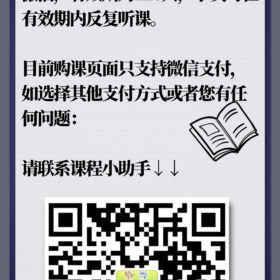 有效期内反复听课。
目前购课页面只支持微信支付，
如选择其他支付方式或者您有任
何问题：
请联系课程小助手↓↓